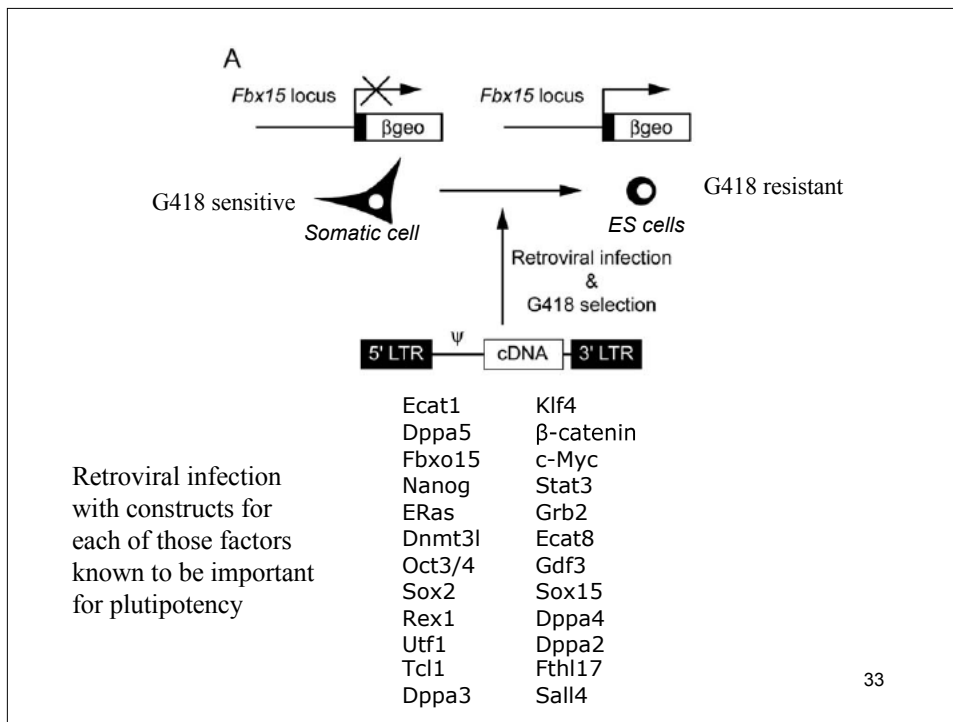 A
Fbx15 locus
βgeo
Fbx15 locus
βgeo
G418 sensitive
Somatic cell
G418 resistant
ES cells
Retroviral infection
&
G418 selection
5' LTR
ψ
cDNA
3' LTR
Retroviral infection
with constructs for
each of those factors
known to be important
for plutipotency
Ecat1
Dppa5
Fbxo15
Nanog
ERas
Dnmt3l
Oct3/4
Sox2
Rex1
Utf1
Tcl1
Dppa3
Klf4
β-catenin
c-Myc
Stat3
Grb2
Ecat8
Gdf3
Sox15
Dppa4
Dppa2
Fthl17
Sall4
33